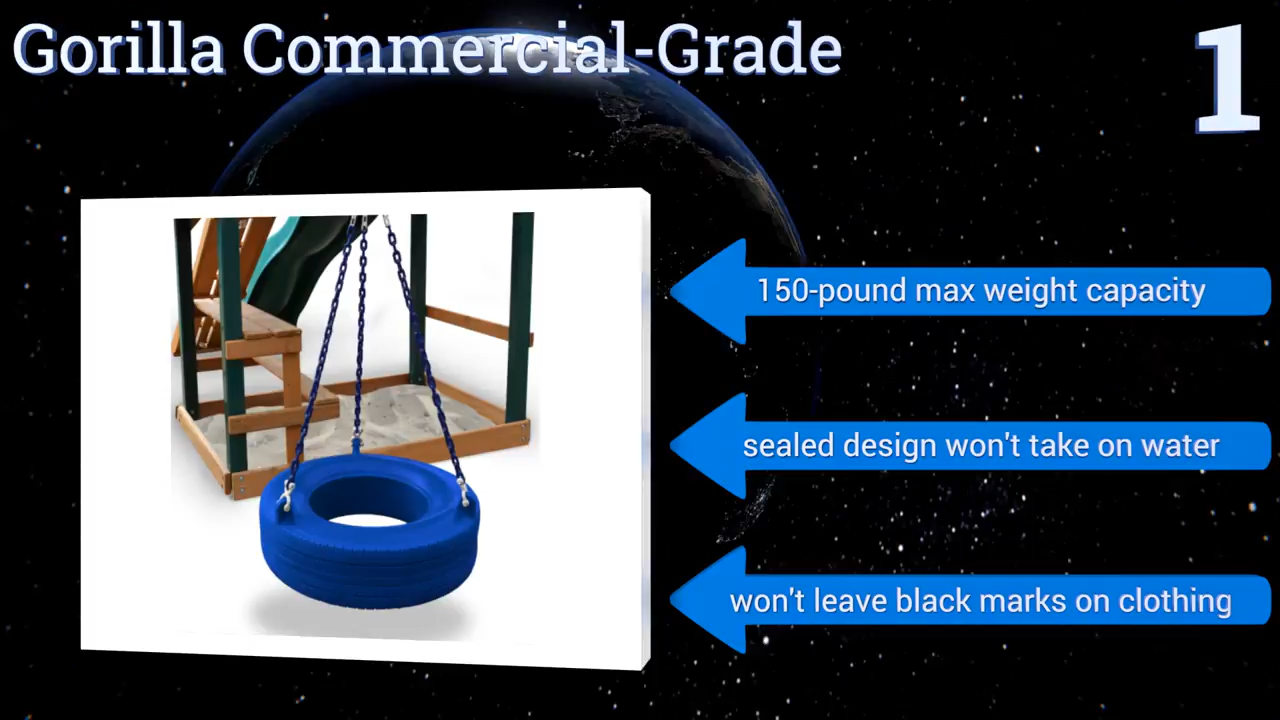 Gorilla Commercial-Grade
1
150-pound max weight capacity
sealed design won't take on water
won't leave black marks on clothing